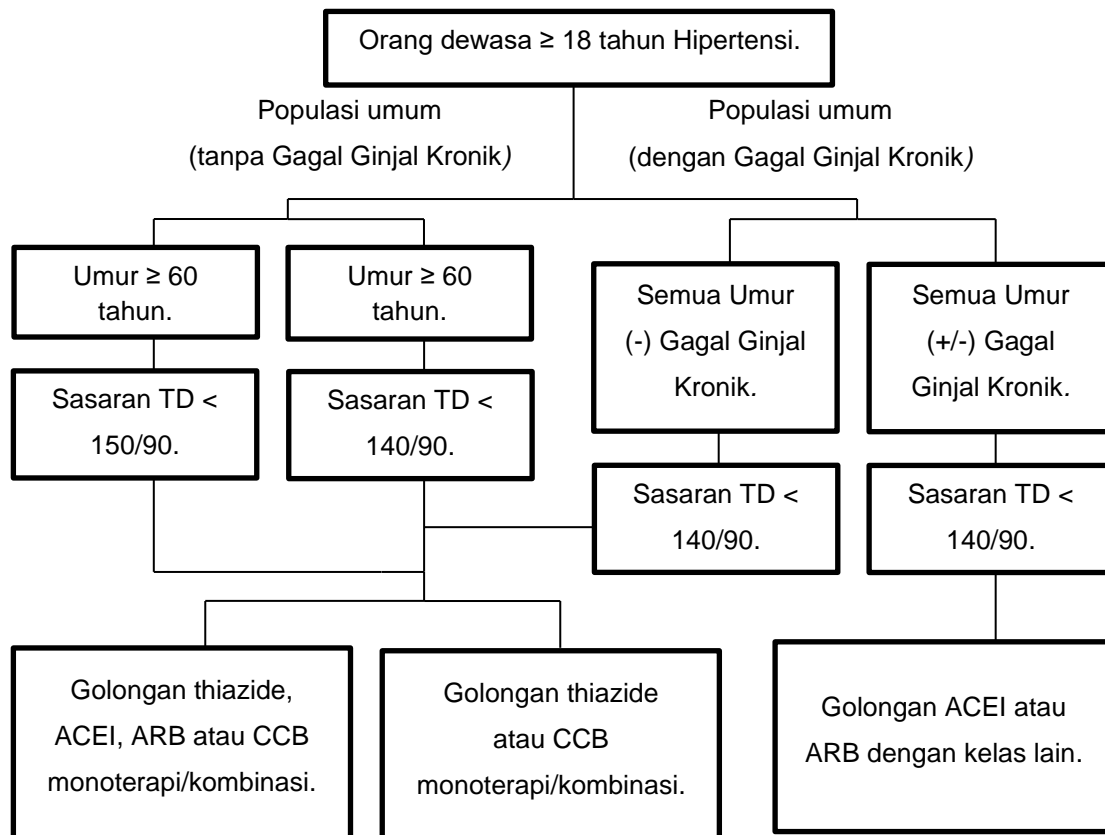 Orang dewasa ≥ 18 tahun Hipertensi.
Populasi umum
(tanpa Gagal Ginjal Kronik)
Populasi umum
(dengan Gagal Ginjal Kronik)
Umur ≥ 60
tahun.
Umur ≥ 60
tahun.
Semua Umur
(-) Gagal Ginjal
Kronik.
Semua Umur
(+/-) Gagal
Ginjal Kronik.
Sasaran TD <
150/90.
Sasaran TD <
140/90.
Sasaran TD <
140/90.
Sasaran TD <
140/90.
Golongan thiazide,
ACEI, ARB atau CCB
monoterapi/kombinasi.
Golongan thiazide
atau CCB
monoterapi/kombinasi.
Golongan ACEI atau
ARB dengan kelas lain.